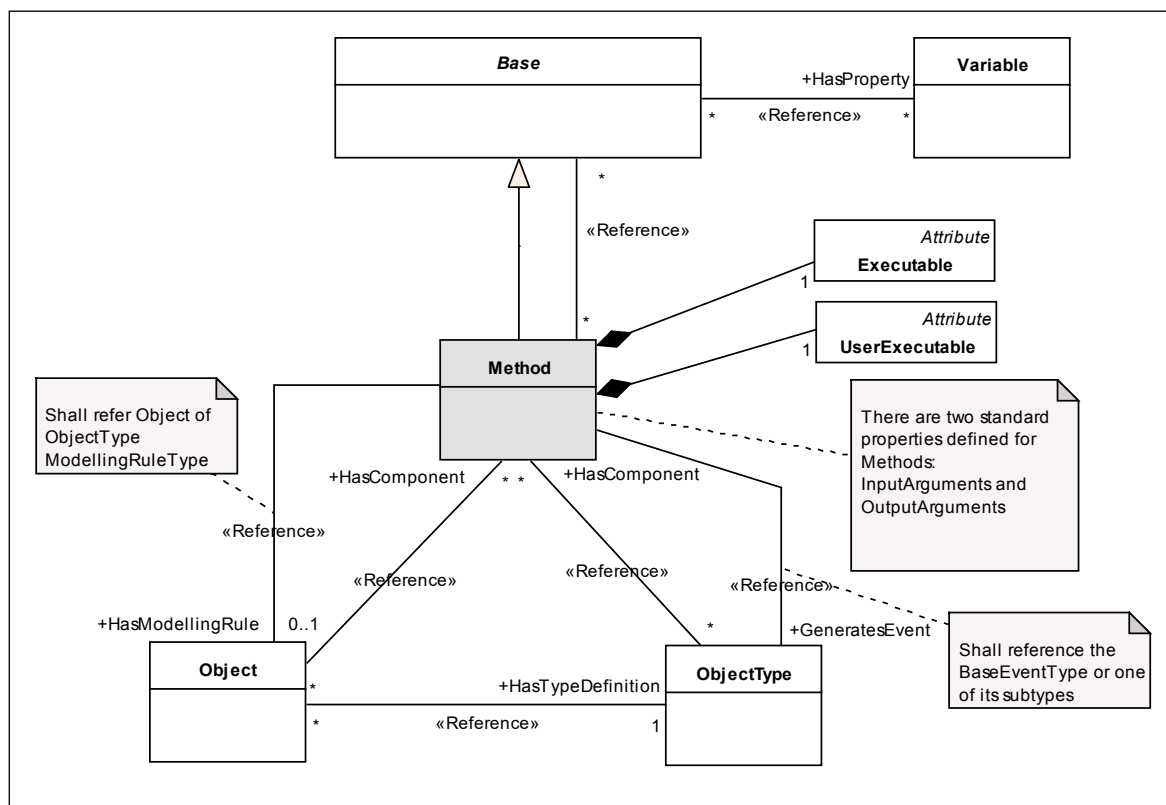 Base
Variable
+HasProperty
«Reference»
*
*
*
«Reference»
*
Attribute
Executable
1
Attribute
UserExecutable
1
Method
Shall refer Object of
ObjectType
ModellingRuleType
There are two standard
properties defined for
Methods:
InputArguments and
OutputArguments
+HasComponent
* *
+HasComponent
«Reference»
«Reference»
«Reference»
«Reference»
+HasModellingRule
0..1
*
+GeneratesEvent
Shall reference the
BaseEventType or one
of its subtypes
Object
*
+HasTypeDefinition
ObjectType
*
«Reference»
1